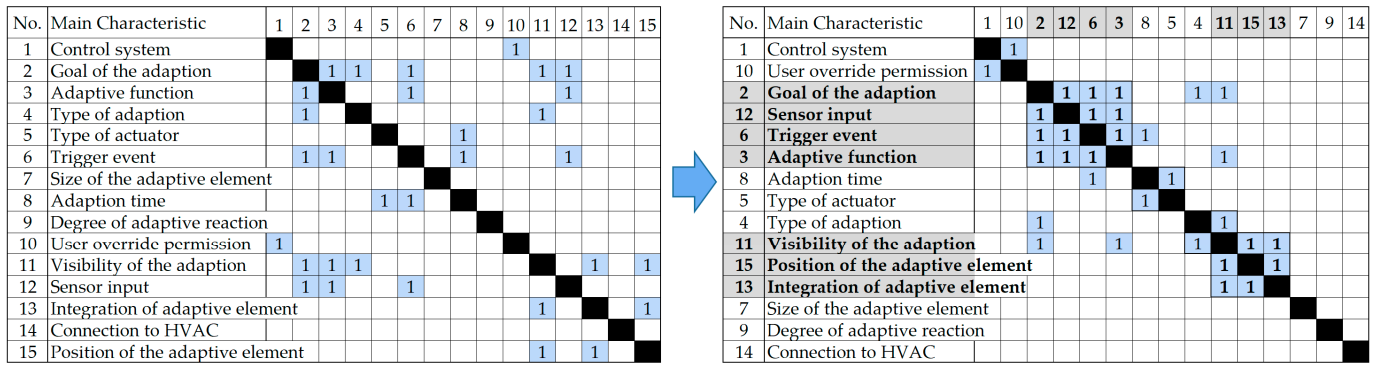 No. Main Characteristic 1 2 3 4 5 6 7 8 9 10 11 12 13 14 15
1 Control system 1
2 Goal of the adaption 1 1 1 1 1
3 Adaptive function 1 1 1
4 Type of adaption 1 1
5 Type of actuator 1
6 Trigger event 1 1 1 1
7 Size of the adaptive element
8 Adaption time 1 1
9 Degree of adaptive reaction
10 User override permission 1
11 Visibility of the adaption 1 1 1 1 1
12 Sensor input 1 1 1
13 Integration of adaptive element 1 1
14 Connection to HVAC
15 Position of the adaptive element 1 1
No. Main Characteristic 1 10 2 12 6 3 8 5 4 11 15 13 7 9 14
1 Control system 1
10 User override permission 1
2 Goal of the adaption 1 1 1 1 1
12 Sensor input 1 1 1
6 Trigger event 1 1 1 1
3 Adaptive function 1 1 1 1
8 Adaption time 1 1
5 Type of actuator 1
4 Type of adaption 1 1
11 Visibility of the adaption 1 1 1 1 1
15 Position of the adaptive element 1 1
13 Integration of adaptive element 1 1
7 Size of the adaptive element
9 Degree of adaptive reaction
14 Connection to HVAC